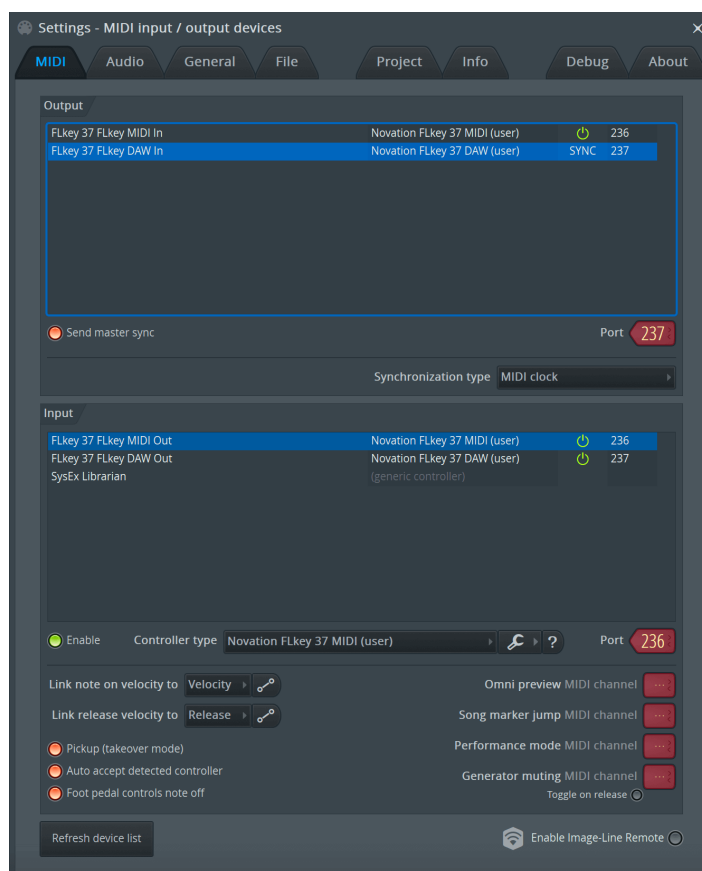 Settings - MIDI input / output devices
MIDI Audio General File Project Info Debug About
Output
FLkey 37 FLkey MIDI In Novation FLkey 37 MIDI (user) 236
FLkey 37 FLkey DAW In Novation FLkey 37 DAW (user) SYNC 237
Send master sync Port 237
Synchronization type MIDI clock
Input
FLkey 37 FLkey MIDI Out Novation FLkey 37 MIDI (user) 236
FLkey 37 FLkey DAW Out Novation FLkey 37 DAW (user) 237
SysEx Librarian (generic controller)
Enable Controller type Novation FLkey 37 MIDI (user) ? Port 236
Link note on velocity to Velocity Omni preview MIDI channel ---
Link release velocity to Release Song marker jump MIDI channel ---
Pickup (takeover mode) Performance mode MIDI channel ---
Auto accept detected controller Generator muting MIDI channel ---
Foot pedal controls note off Toggle on release
Refresh device list Enable Image-Line Remote